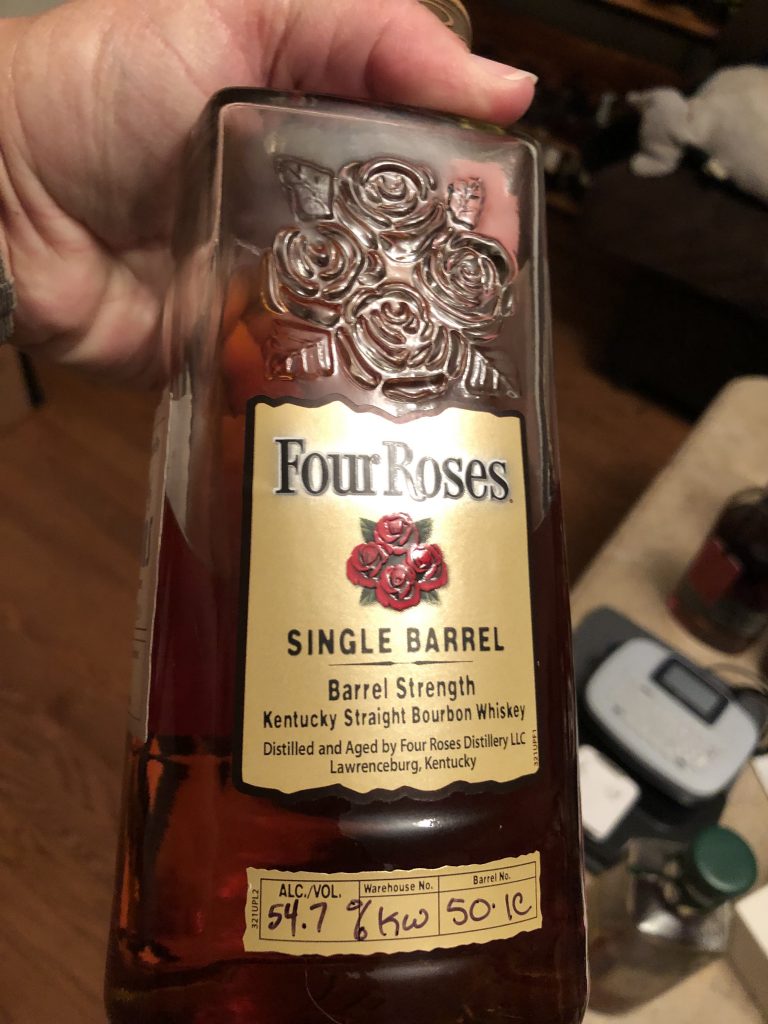 Four Roses
SINGLE BARREL
Barrel Strength
Kentucky Straight Bourbon Whiskey
Distilled and Aged by Four Roses Distillery LLC
Lawrenceburg, Kentucky
321UPF1
321UPL2
ALC./VOL. Warehouse No. Barrel No.
54.7 % KW 50·1C